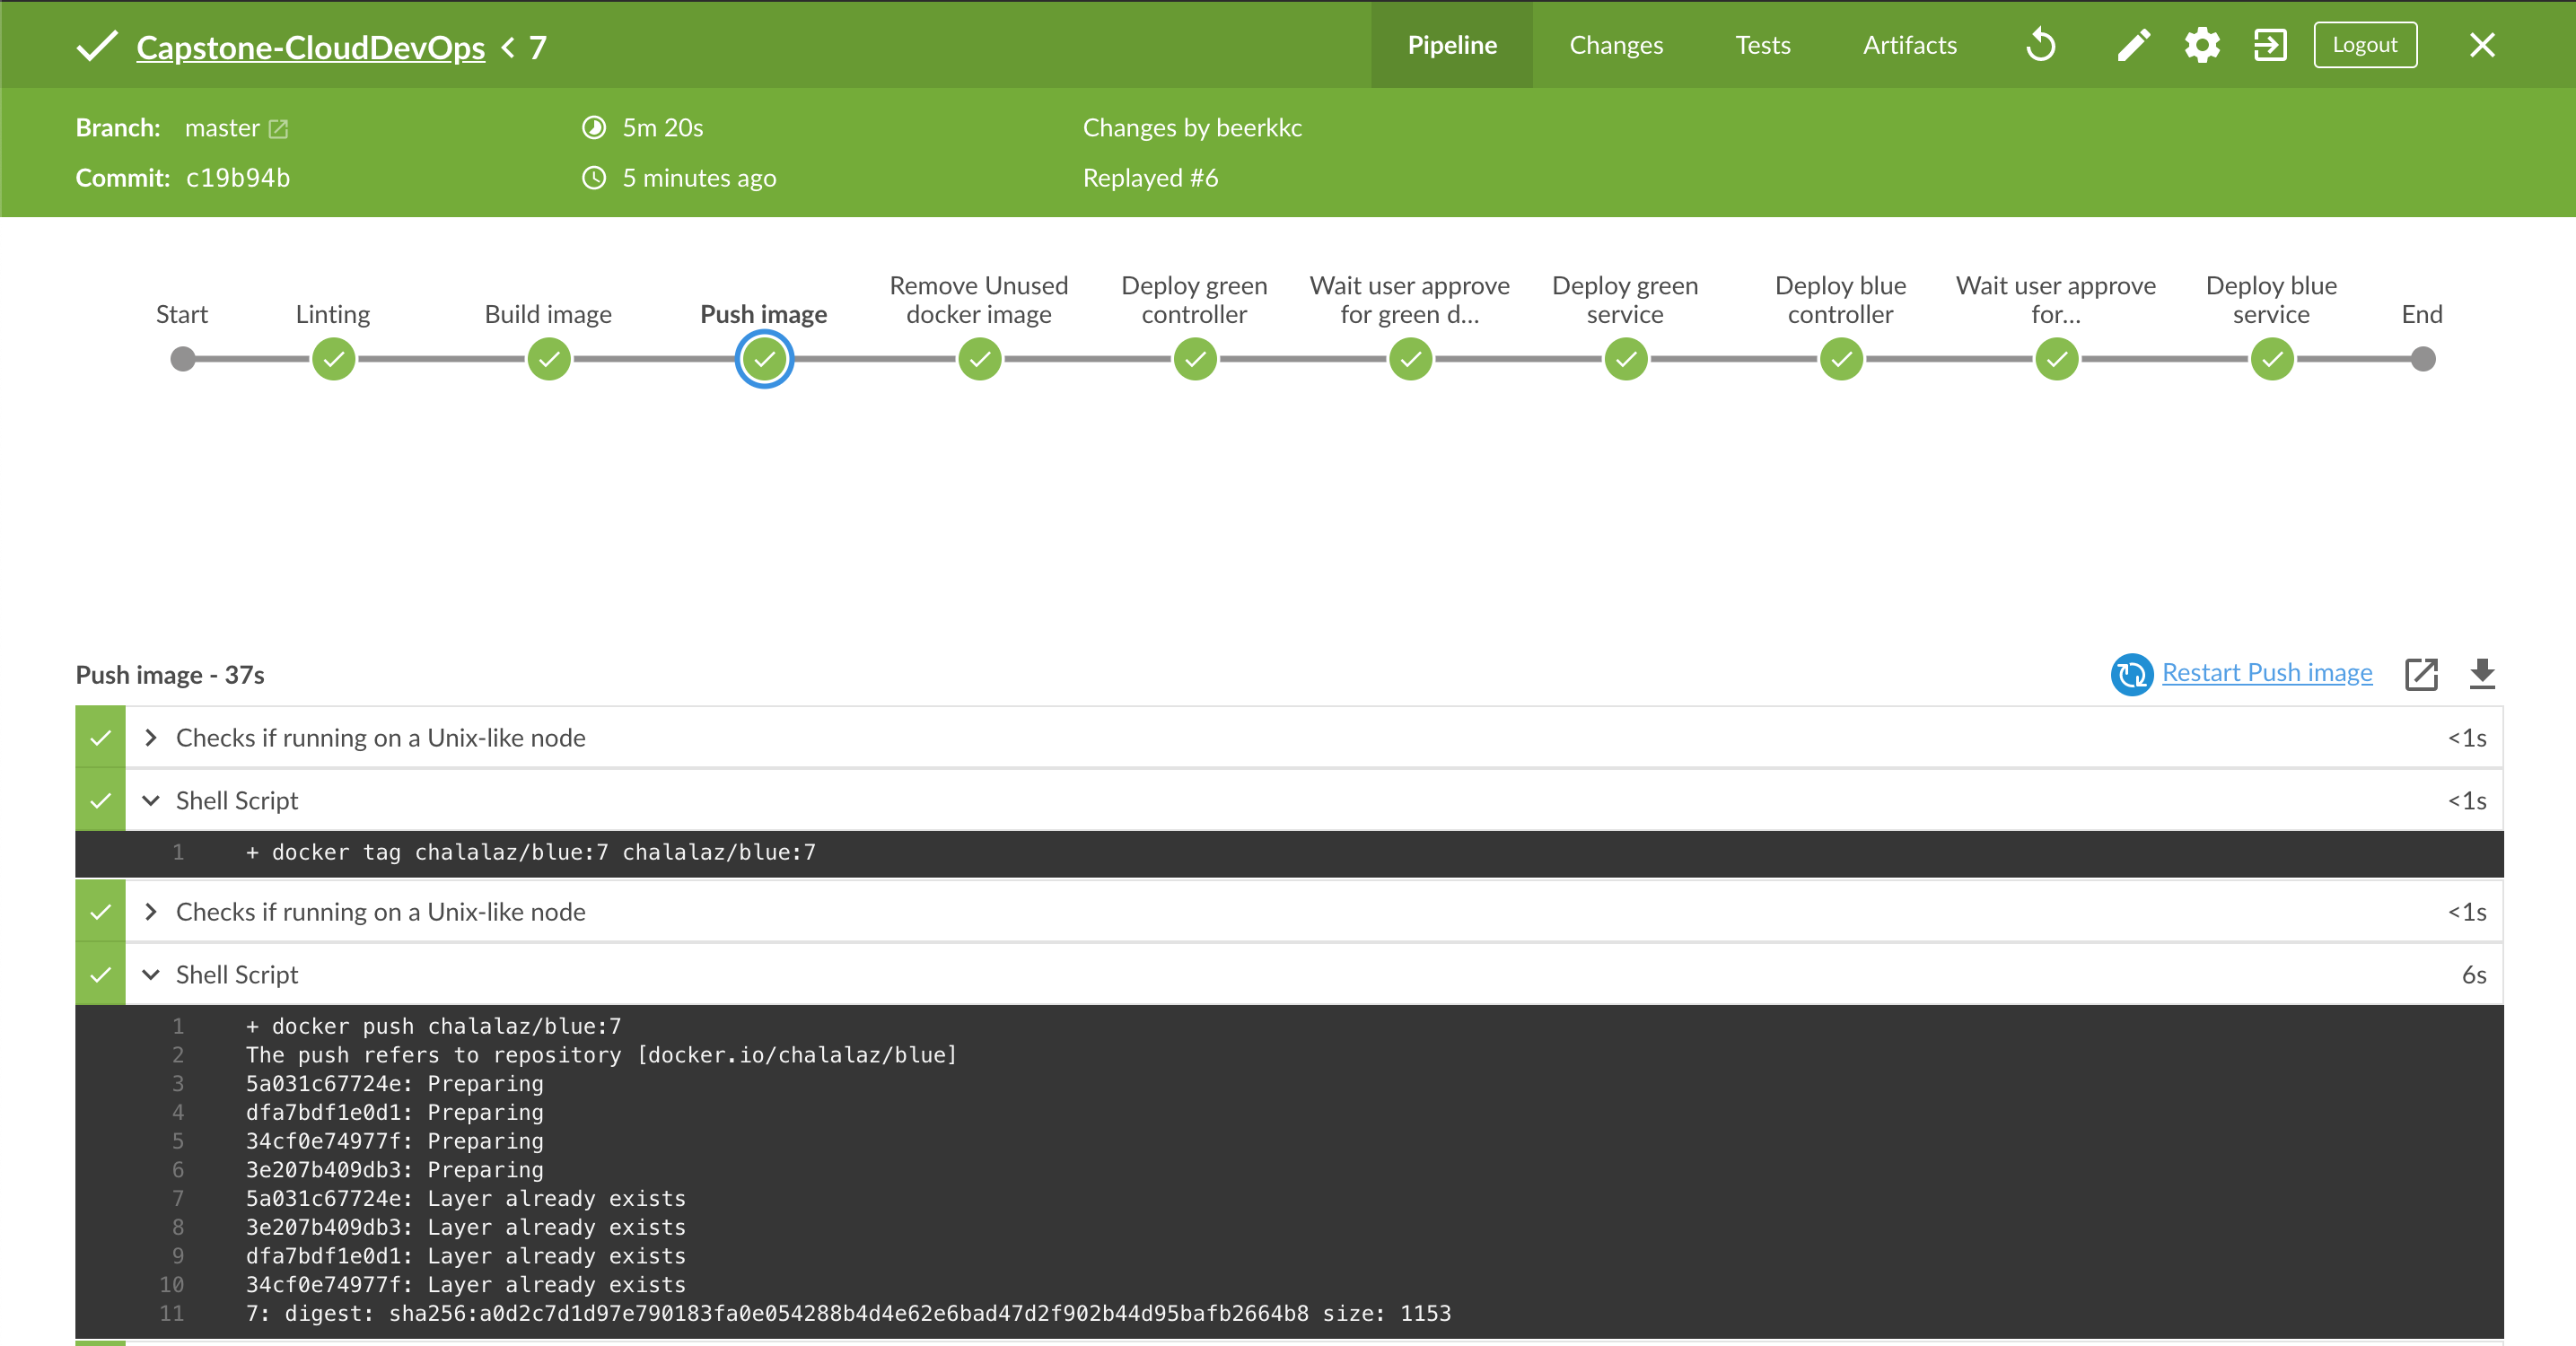 Capstone-CloudDevOps < 7
Pipeline
Changes
Tests
Artifacts
Logout
Branch: master
5m 20s
Changes by beerkkc
Commit: c19b94b
5 minutes ago
Replayed #6
Start
Linting
Build image
Push image
Remove Unused
docker image
Deploy green
controller
Wait user approve
for green d...
Deploy green
service
Deploy blue
controller
Wait user approve
for...
Deploy blue
service
End
Push image - 37s
Restart Push image
Checks if running on a Unix-like node
<1s
Shell Script
<1s
1 + docker tag chalalaz/blue:7 chalalaz/blue:7
Checks if running on a Unix-like node
<1s
Shell Script
6s
1 + docker push chalalaz/blue:7
2 The push refers to repository [docker.io/chalalaz/blue]
3 5a031c67724e: Preparing
4 dfa7bdf1e0d1: Preparing
5 34cf0e74977f: Preparing
6 3e207b409db3: Preparing
7 5a031c67724e: Layer already exists
8 3e207b409db3: Layer already exists
9 dfa7bdf1e0d1: Layer already exists
10 34cf0e74977f: Layer already exists
11 7: digest: sha256:a0d2c7d1d97e790183fa0e054288b4d4e62e6bad47d2f902b44d95bafb2664b8 size: 1153